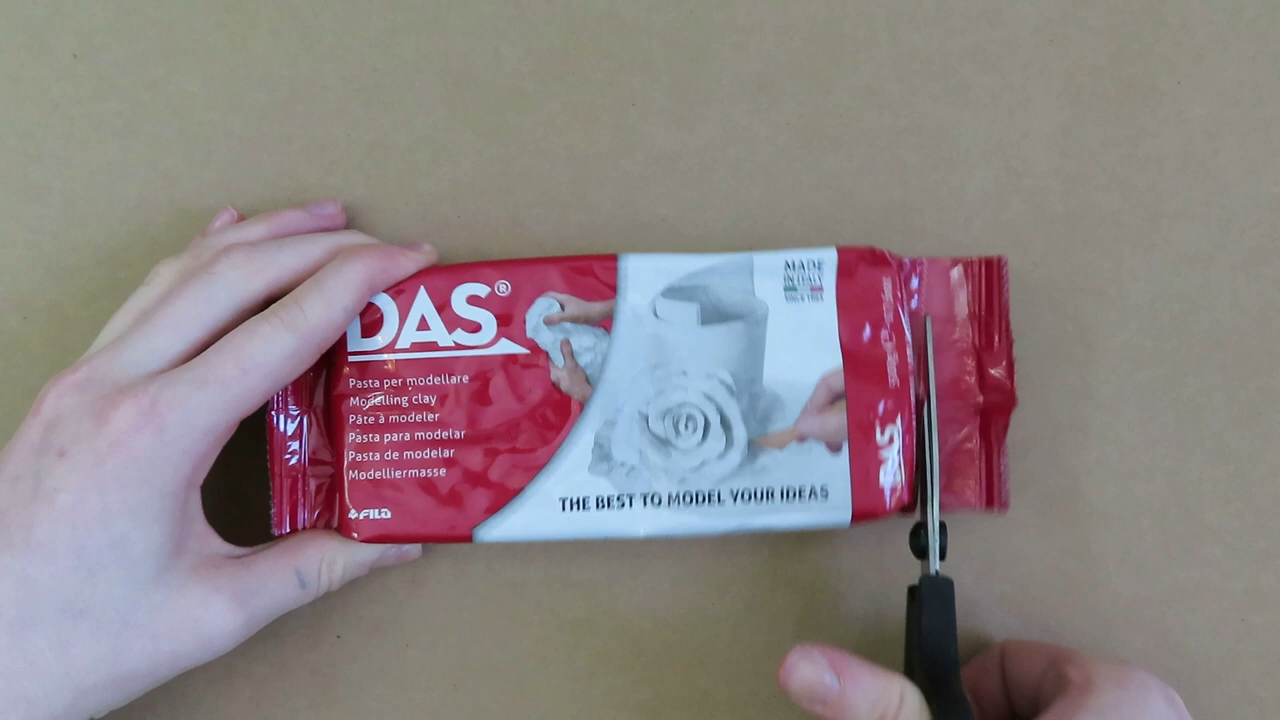 DAS®
Pasta per modellare
Modelling clay
Pâte à modeler
Pasta para modelar
Pasta de modelar
Modelliermasse
FILA
THE BEST TO MODEL YOUR IDEAS
MADE
IN ITALY
DAS